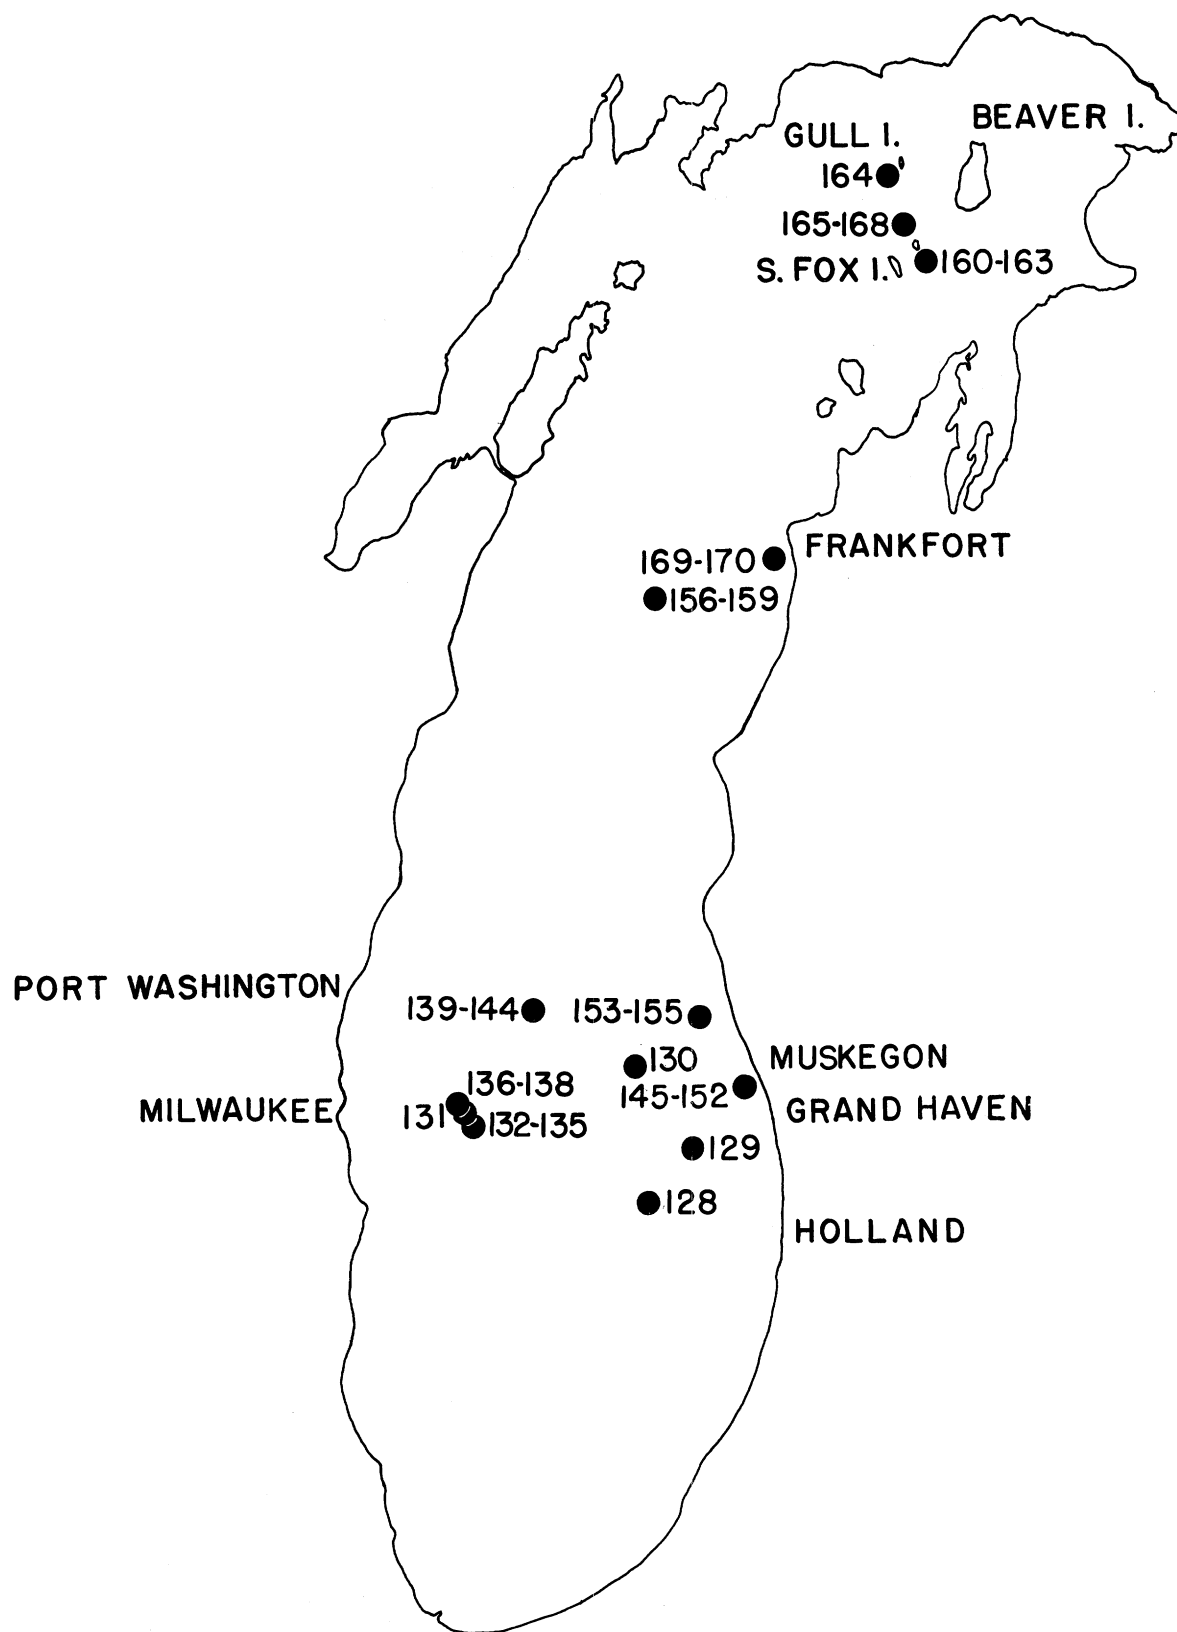 BEAVER I.
GULL I.
164
165-168
S. FOX I.
160-163
FRANKFORT
169-170
156-159
PORT WASHINGTON
139-144
153-155
130
MUSKEGON
136-138
145-152
MILWAUKEE
131
132-135
GRAND HAVEN
129
128
HOLLAND